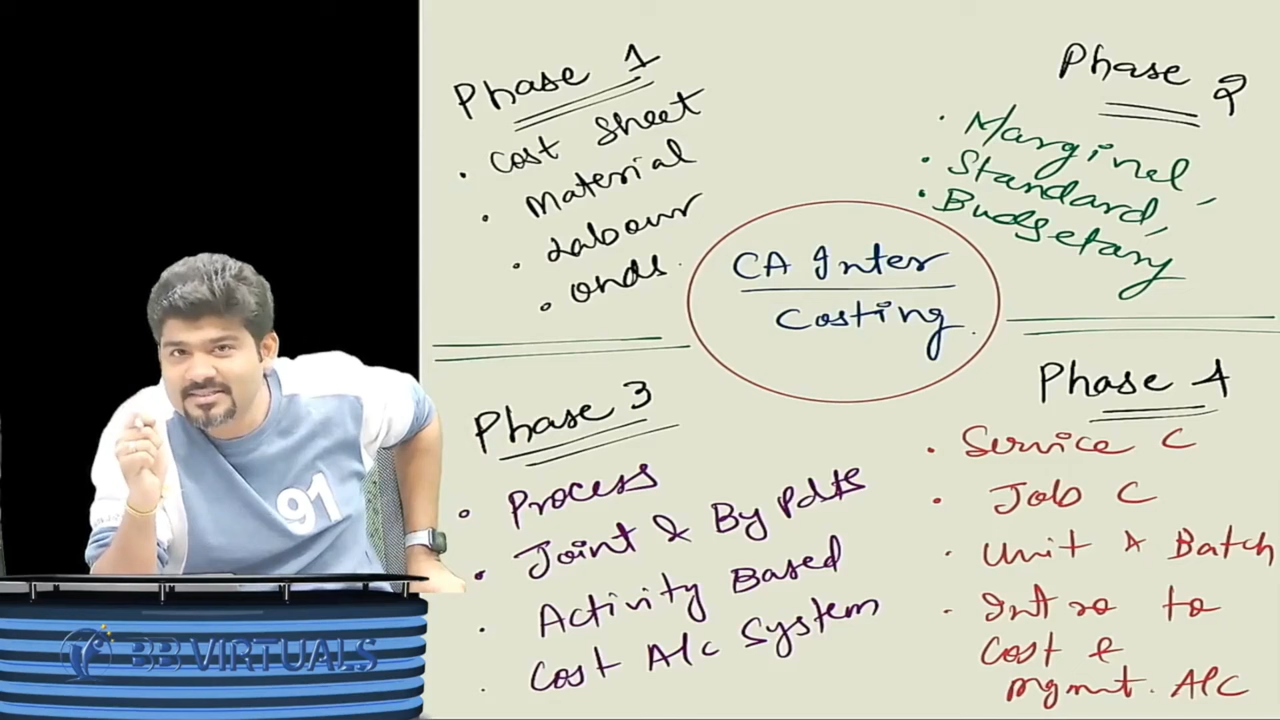 Phase 1
. Cost Sheet
. Material
. Labour
. OHDS.
Phase 2
. Marginal,
. Standard,
. Budgetary
CA Inter
Costing.
Phase 3
. Process
. Joint & By Pdts
. Activity Based
. Cost A/c System
Phase 4
. Service C
. Job C
. Unit & Batch
. Intro to
Cost &
Mgmt. A/C
91
BB VIRTUALS